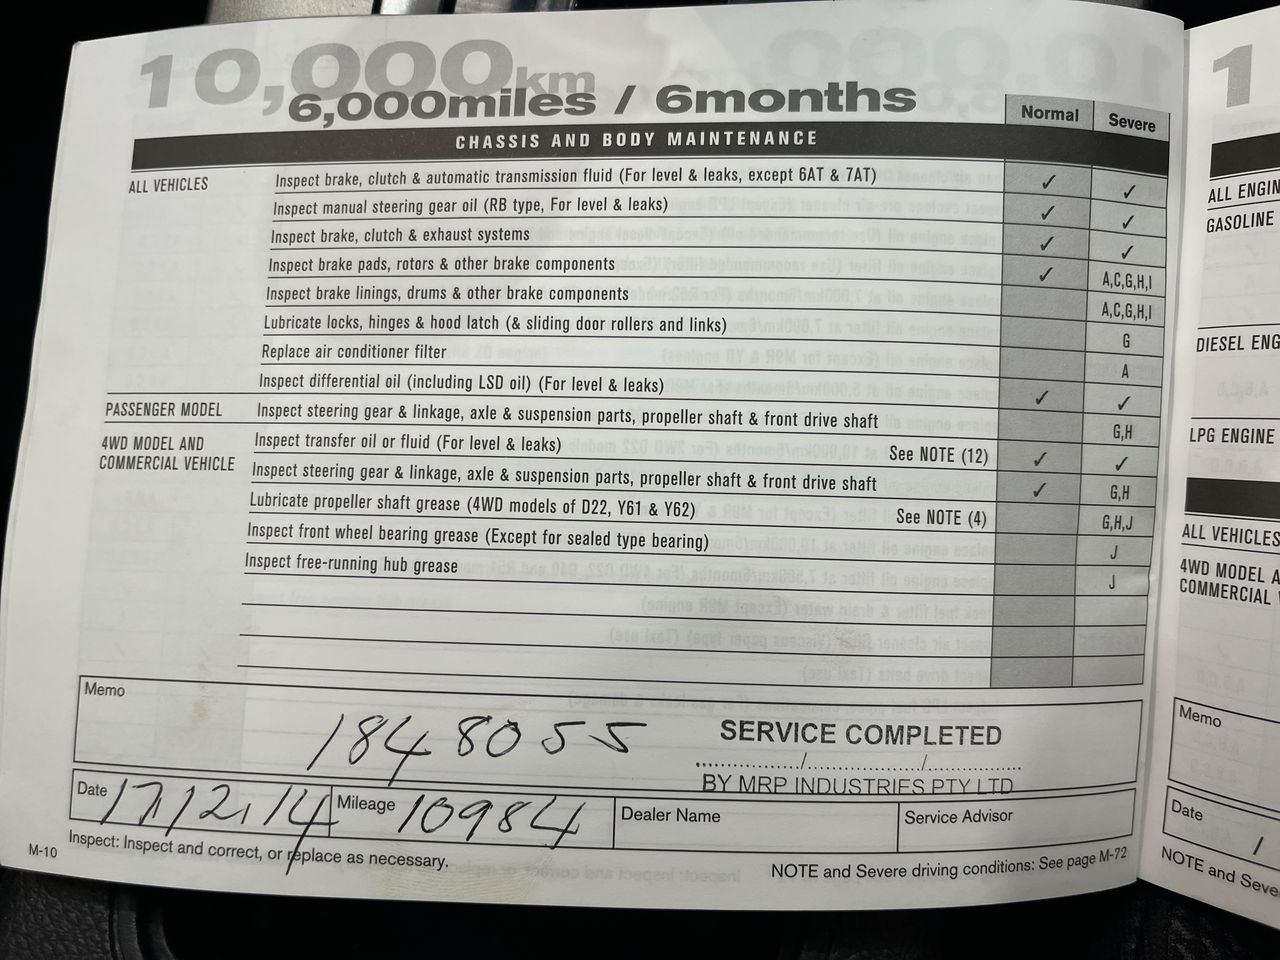 10,000km
6,000miles / 6months
Normal Severe
CHASSIS AND BODY MAINTENANCE
ALL VEHICLES Inspect brake, clutch & automatic transmission fluid (For level & leaks, except 6AT & 7AT) ✓ ✓
Inspect manual steering gear oil (RB type, For level & leaks) ✓ ✓
Inspect brake, clutch & exhaust systems ✓ ✓
Inspect brake pads, rotors & other brake components ✓ A,C,G,H,I
Inspect brake linings, drums & other brake components A,C,G,H,I
Lubricate locks, hinges & hood latch (& sliding door rollers and links) G
Replace air conditioner filter A
Inspect differential oil (including LSD oil) (For level & leaks) ✓ ✓
PASSENGER MODEL Inspect steering gear & linkage, axle & suspension parts, propeller shaft & front drive shaft G,H
4WD MODEL AND COMMERCIAL VEHICLE Inspect transfer oil or fluid (For level & leaks) See NOTE (12) ✓ ✓
Inspect steering gear & linkage, axle & suspension parts, propeller shaft & front drive shaft ✓ G,H
Lubricate propeller shaft grease (4WD models of D22, Y61 & Y62) See NOTE (4) G,H,J
Inspect front wheel bearing grease (Except for sealed type bearing) J
Inspect free-running hub grease J
Memo
1848055
SERVICE COMPLETED
......../......../........
BY MRP INDUSTRIES PTY LTD
Date 17/12/14 Mileage 10984 Dealer Name Service Advisor
Inspect: Inspect and correct, or replace as necessary.
NOTE and Severe driving conditions: See page M-72
M-10
1
ALL ENGIN
GASOLINE
DIESEL ENG
LPG ENGINE
ALL VEHICLES
4WD MODEL A
COMMERCIAL
Memo
Date /
NOTE and Seve